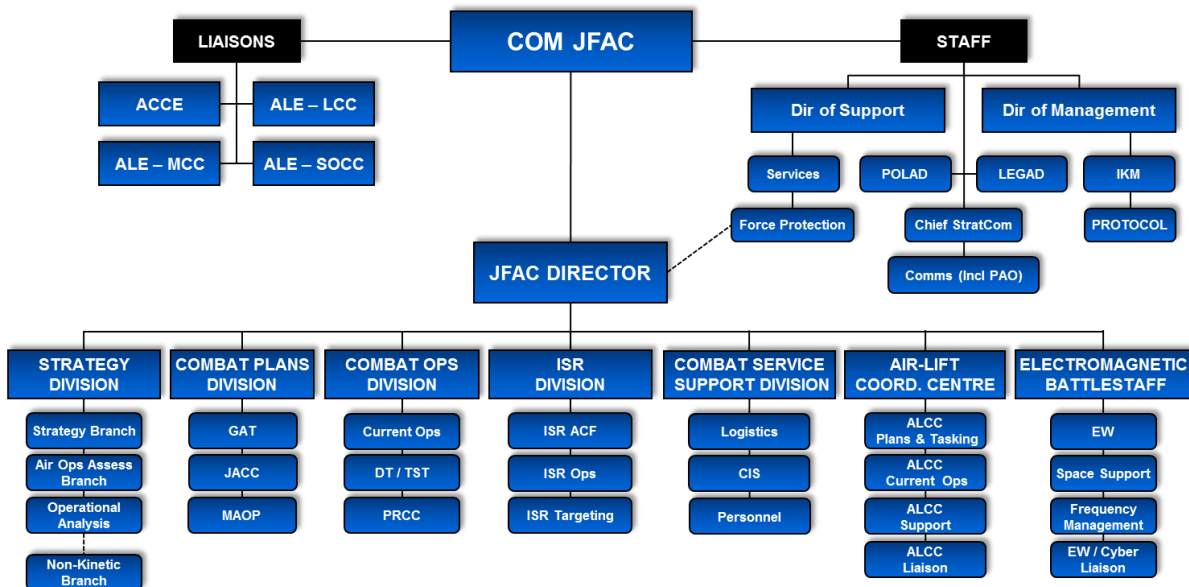 LIAISONS
COM JFAC
STAFF
ACCE
ALE – LCC
ALE – MCC
ALE – SOCC
Dir of Support
Dir of Management
Services
POLAD
LEGAD
IKM
Force Protection
Chief StratCom
PROTOCOL
Comms (Incl PAO)
JFAC DIRECTOR
STRATEGY
DIVISION
COMBAT PLANS
DIVISION
COMBAT OPS
DIVISION
ISR
DIVISION
COMBAT SERVICE
SUPPORT DIVISION
AIR-LIFT
COORD. CENTRE
ELECTROMAGNETIC
BATTLESTAFF
Strategy Branch
Air Ops Assess
Branch
Operational
Analysis
Non-Kinetic
Branch
GAT
JACC
MAOP
Current Ops
DT / TST
PRCC
ISR ACF
ISR Ops
ISR Targeting
Logistics
CIS
Personnel
ALCC
Plans & Tasking
ALCC
Current Ops
ALCC
Support
ALCC
Liaison
EW
Space Support
Frequency
Management
EW / Cyber
Liaison